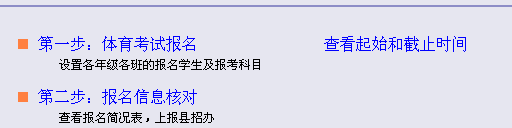 第一步：体育考试报名 查看起始和截止时间
设置各年级各班的报名学生及报考科目
第二步：报名信息核对
查看报名简况表，上报县招办